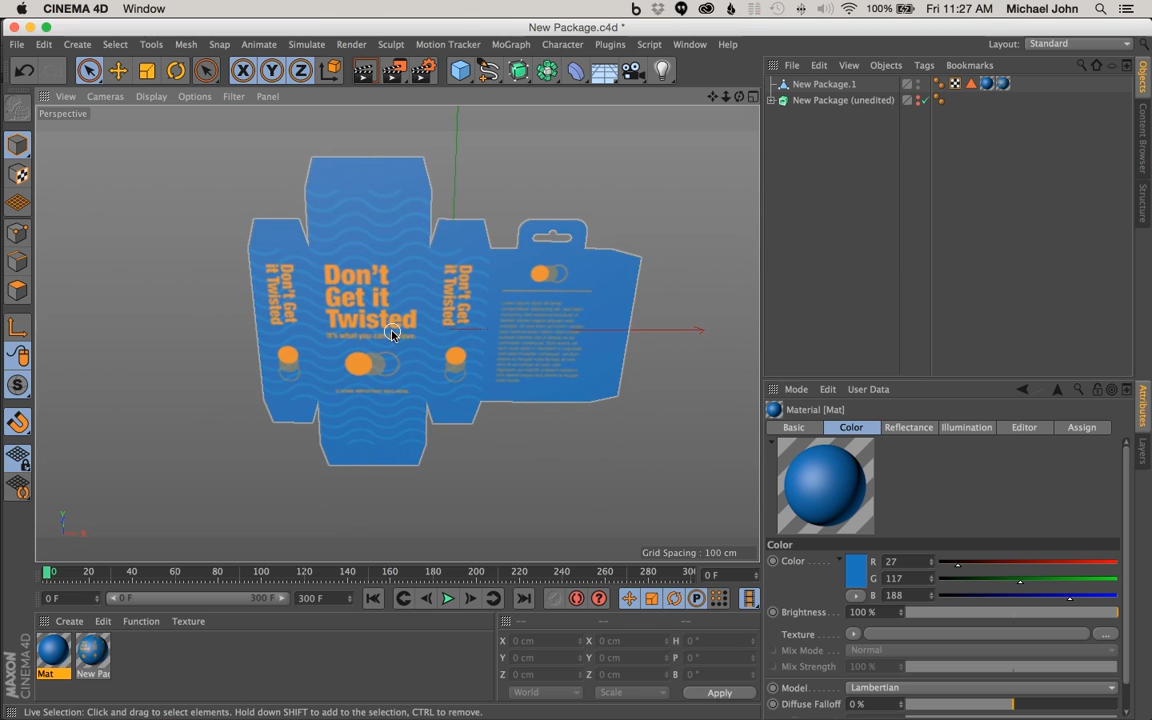 CINEMA 4D Window
100% Fri 11:27 AM Michael John
New Package.c4d *
File Edit Create Select Tools Mesh Snap Animate Simulate Render Sculpt Motion Tracker MoGraph Character Plugins Script Window Help
Layout: Standard
X Y Z
File Edit View Objects Tags Bookmarks
View Cameras Display Options Filter Panel
Perspective
New Package.1
New Package (unedited)
Objects
Content Browser
Structure
Don't Get
it Twisted
Don't
Get it
Twisted
Don't Get
it Twisted
Grid Spacing : 100 cm
Mode Edit User Data
Material [Mat]
Basic Color Reflectance Illumination Editor Assign
Attributes
Layers
Color
Color R 27
G 117
B 188
Brightness 100 %
Texture
Mix Mode Normal
Mix Strength 100 %
Model Lambertian
Diffuse Falloff 0 %
0 20 40 60 80 100 120 140 160 180 200 220 240 260 280 30
0 F
0 F 0 F 300 F 300 F
Create Edit Function Texture
Mat New Pac
-- -- --
X 0 cm X 0 cm H 0 °
Y 0 cm Y 0 cm P 0 °
Z 0 cm Z 0 cm B 0 °
World Scale Apply
MAXON
CINEMA 4D
Live Selection: Click and drag to select elements. Hold down SHIFT to add to the selection, CTRL to remove.